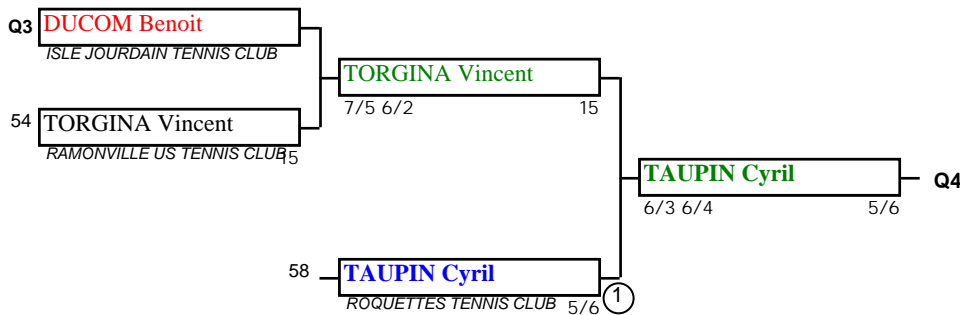 Q3 DUCOM Benoit
ISLE JOURDAIN TENNIS CLUB
TORGINA Vincent
7/5 6/2 15
54 TORGINA Vincent
RAMONVILLE US TENNIS CLUB 15
TAUPIN Cyril Q4
6/3 6/4 5/6
58 TAUPIN Cyril
ROQUETTES TENNIS CLUB 5/6 1